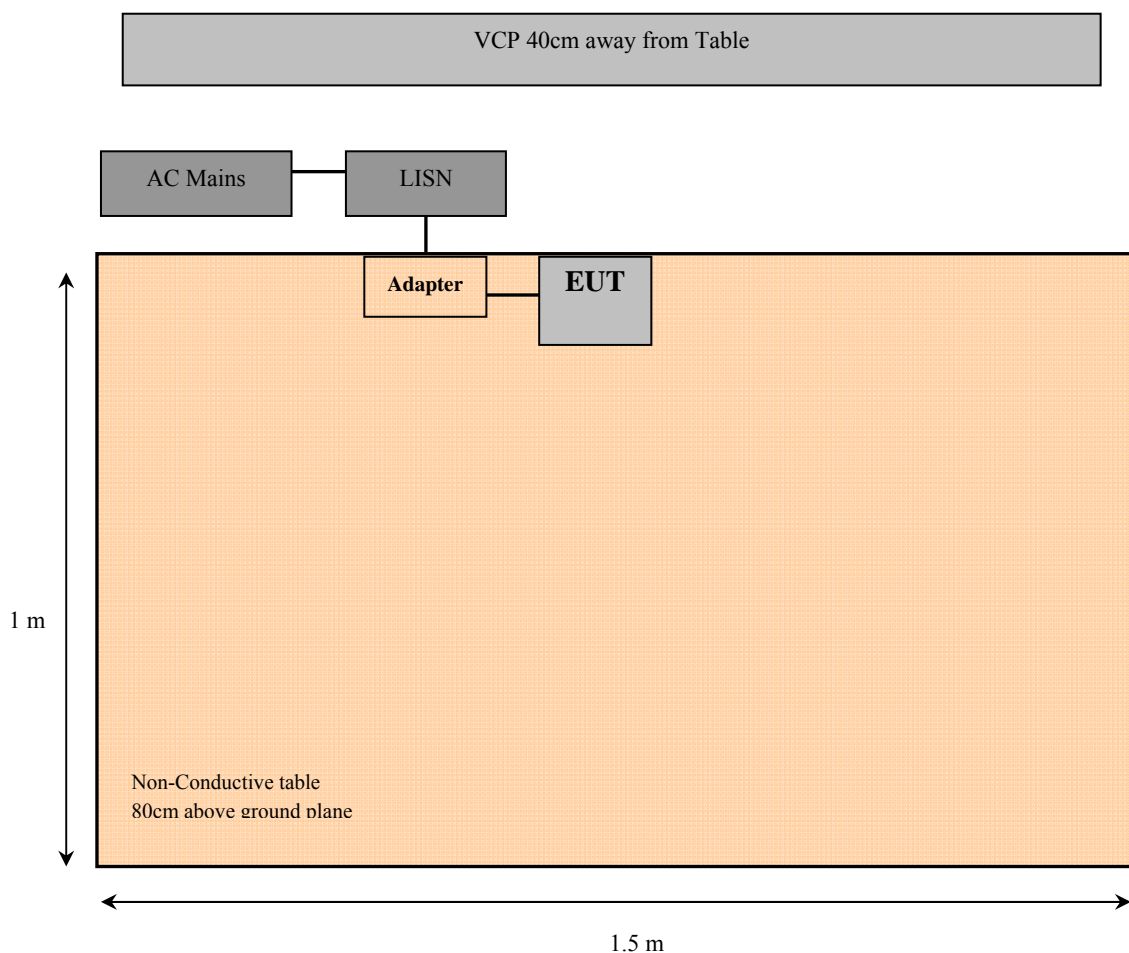 VCP 40cm away from Table
AC Mains
LISN
Adapter
EUT
1 m
Non-Conductive table
80cm above ground plane
1.5 m